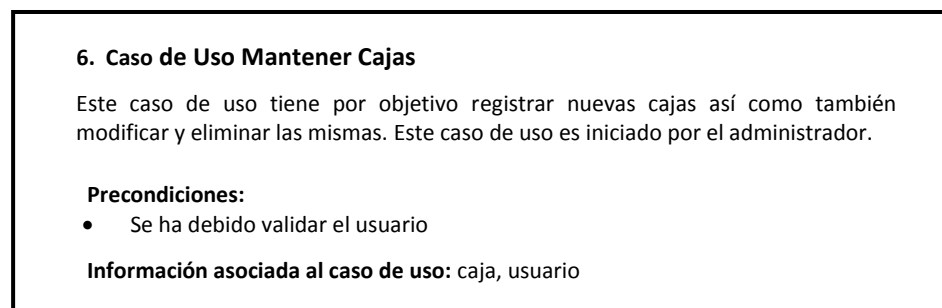 6. Caso de Uso Mantener Cajas
Este caso de uso tiene por objetivo registrar nuevas cajas así como también
modificar y eliminar las mismas. Este caso de uso es iniciado por el administrador.
Precondiciones:
• Se ha debido validar el usuario
Información asociada al caso de uso: caja, usuario